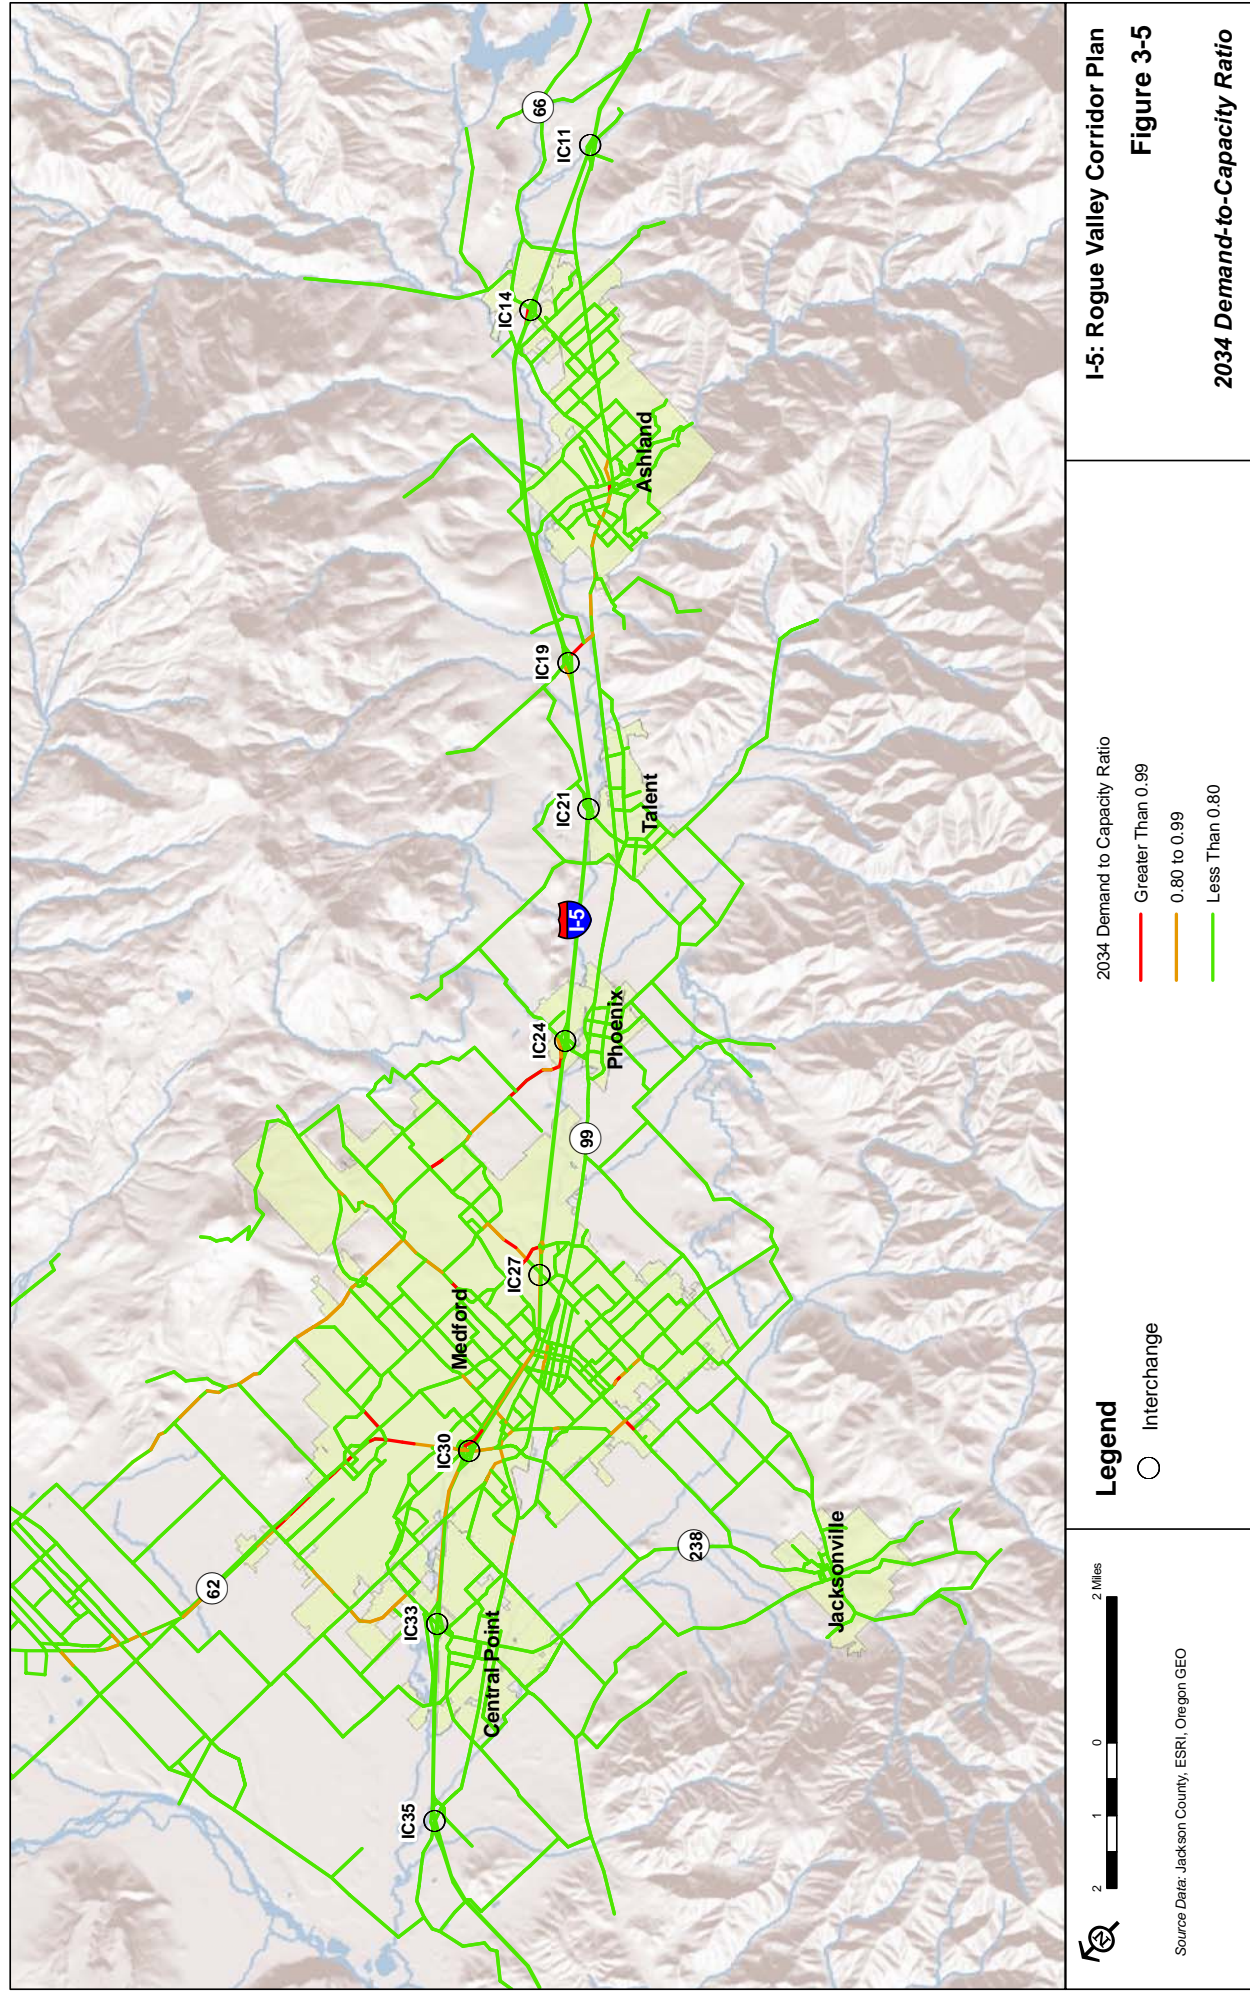 IC35
IC33
IC30
IC27
IC24
IC21
IC19
IC14
IC11
62
238
99
66
I-5
Central Point
Jacksonville
Medford
Phoenix
Talent
Ashland
N
2 1 0 2 Miles
Source Data: Jackson County, ESRI, Oregon GEO
Legend
Interchange
2034 Demand to Capacity Ratio
Greater Than 0.99
0.80 to 0.99
Less Than 0.80
I-5: Rogue Valley Corridor Plan
Figure 3-5
2034 Demand-to-Capacity Ratio